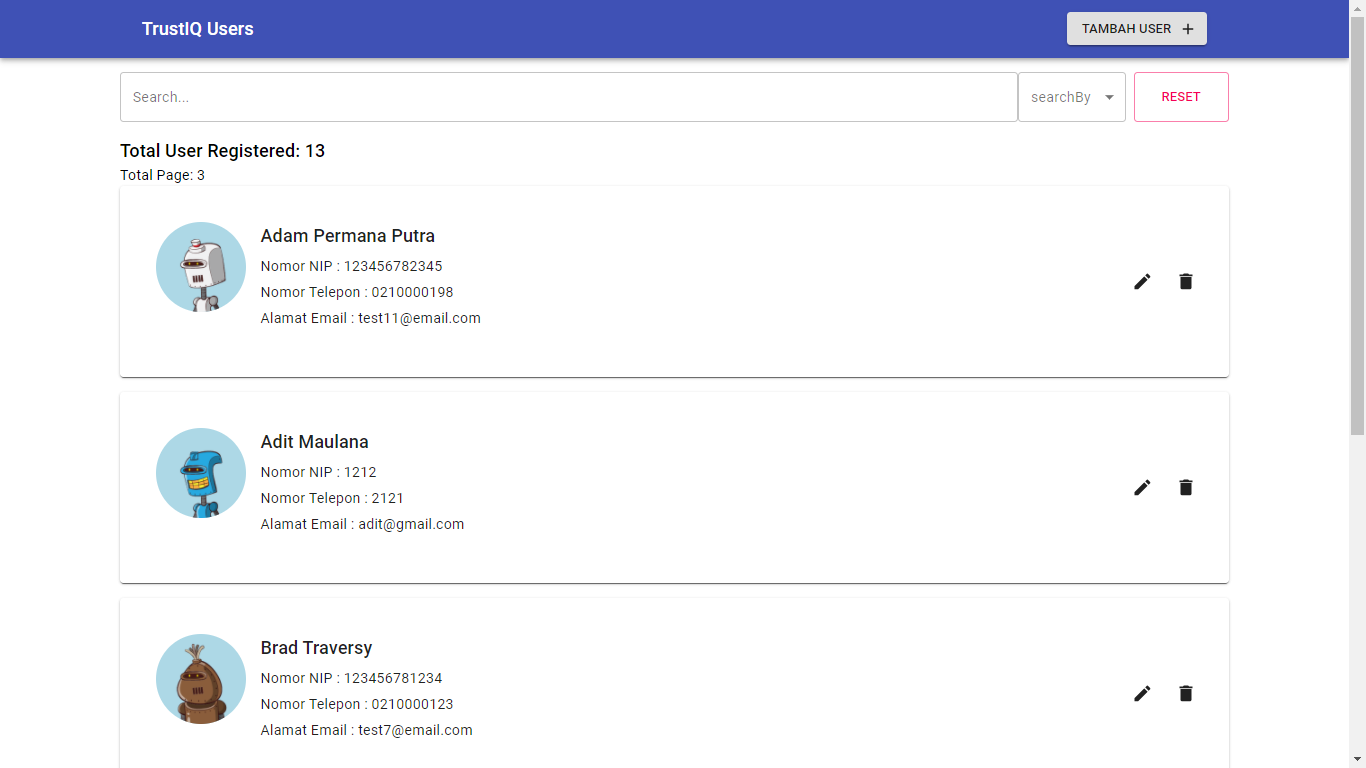 TrustIQ Users
TAMBAH USER
Search...
searchBy
RESET
Total User Registered: 13
Total Page: 3
Adam Permana Putra
Nomor NIP : 123456782345
Nomor Telepon : 0210000198
Alamat Email : test11@email.com
Adit Maulana
Nomor NIP : 1212
Nomor Telepon : 2121
Alamat Email : adit@gmail.com
Brad Traversy
Nomor NIP : 123456781234
Nomor Telepon : 0210000123
Alamat Email : test7@email.com